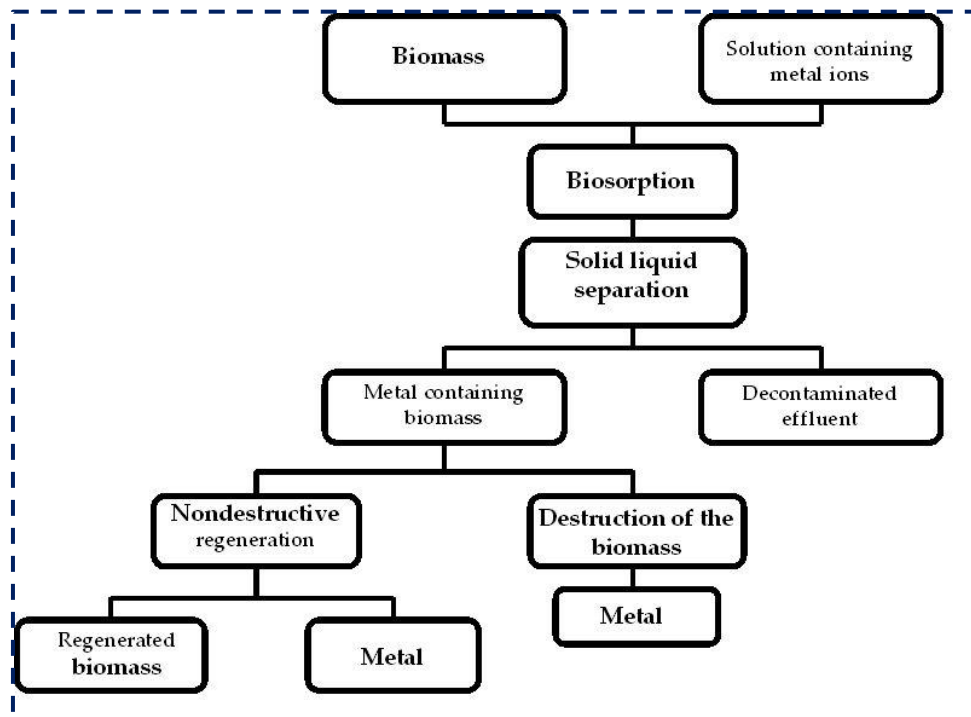 Biomass
Solution containing
metal ions
Biosorption
Solid liquid
separation
Metal containing
biomass
Decontaminated
effluent
Nondestructive
regeneration
Destruction of the
biomass
Metal
Regenerated
biomass
Metal